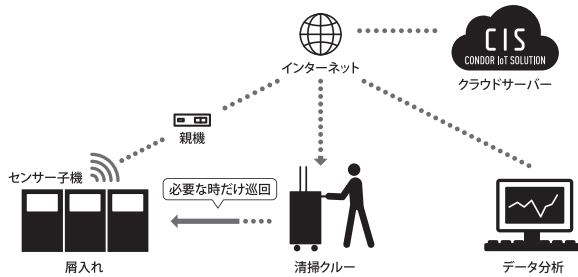 インターネット
CIS
CONDOR IoT SOLUTION
クラウドサーバー
親機
センサー子機
必要な時だけ巡回
屑入れ
清掃クルー
データ分析